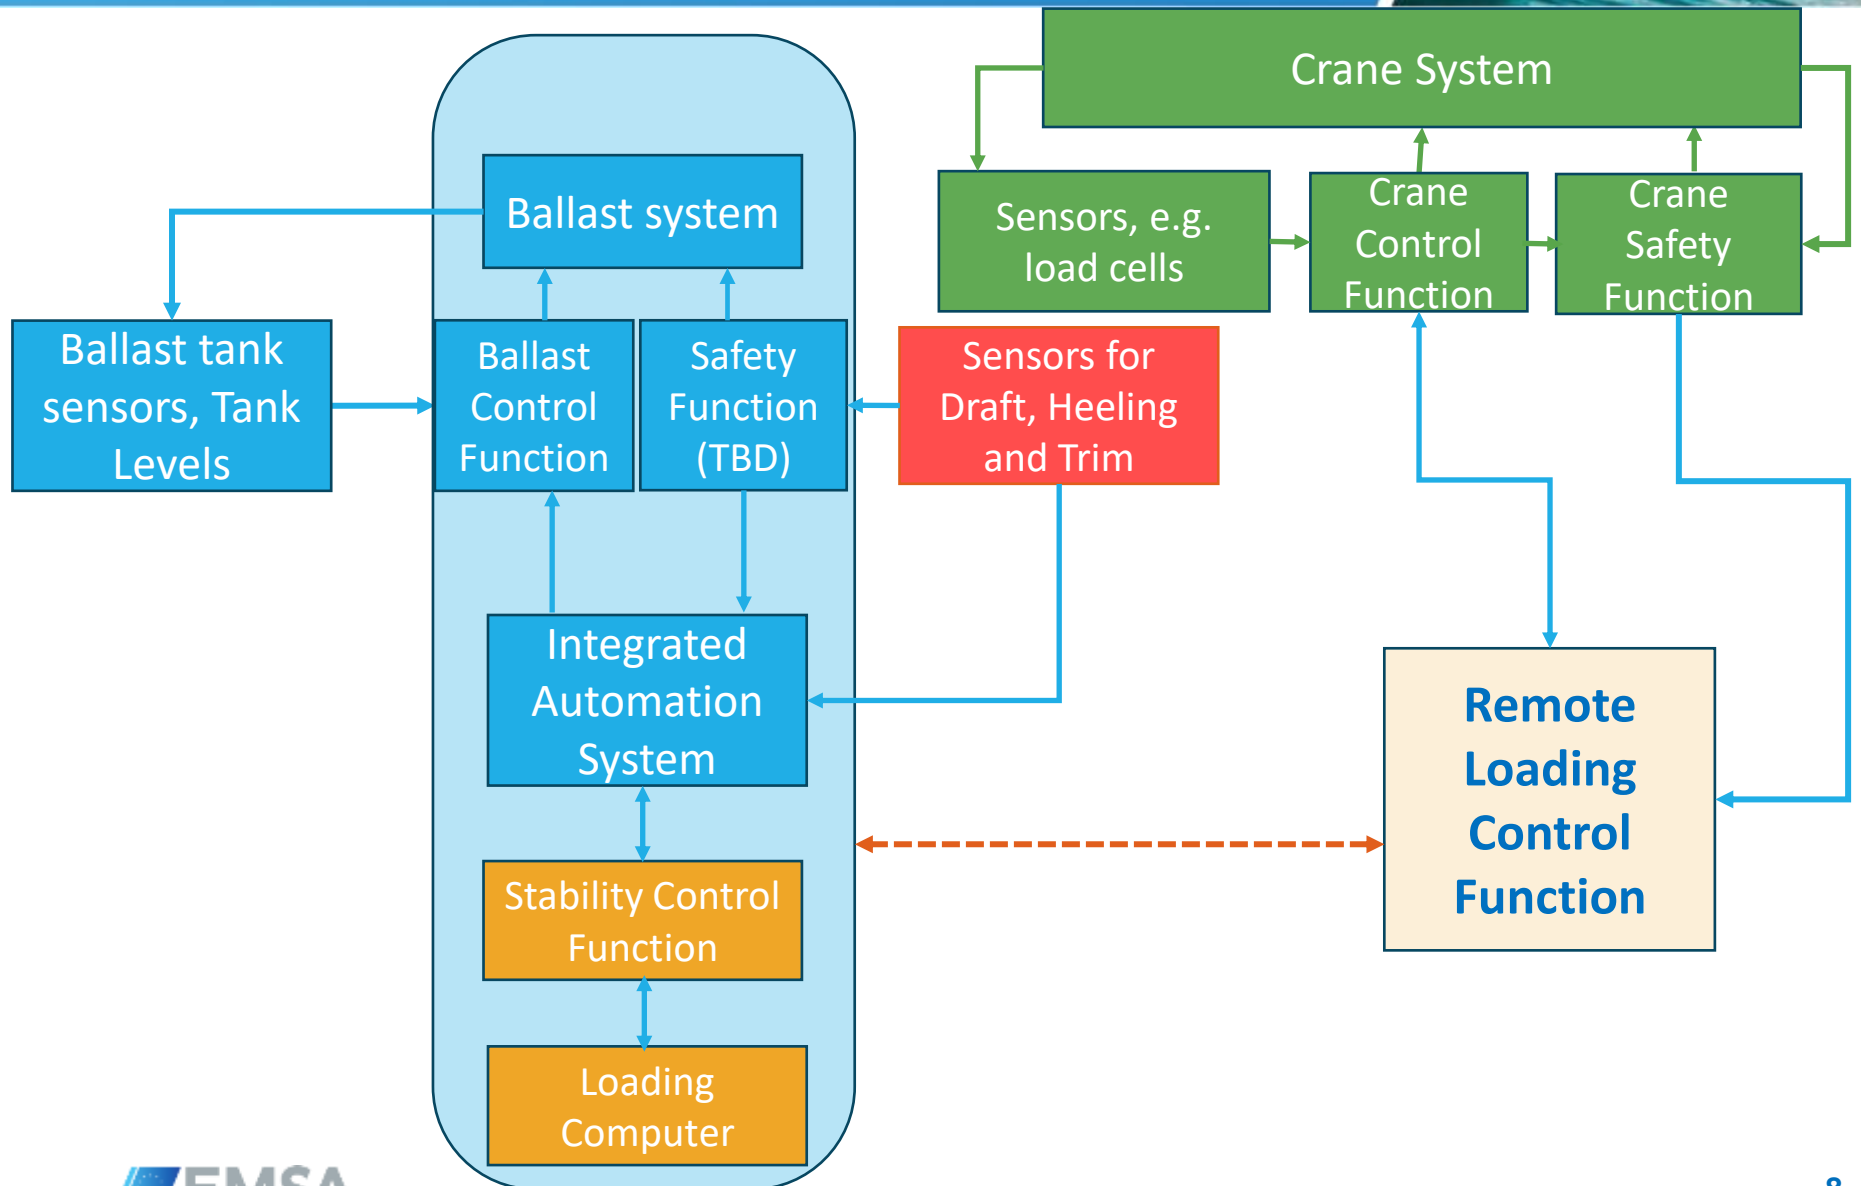 Crane System
Ballast system
Sensors, e.g.
load cells
Crane
Control
Function
Crane
Safety
Function
Ballast tank
sensors, Tank
Levels
Ballast
Control
Function
Safety
Function
(TBD)
Sensors for
Draft, Heeling
and Trim
Integrated
Automation
System
Remote
Loading
Control
Function
Stability Control
Function
Loading
Computer
EMSA
8